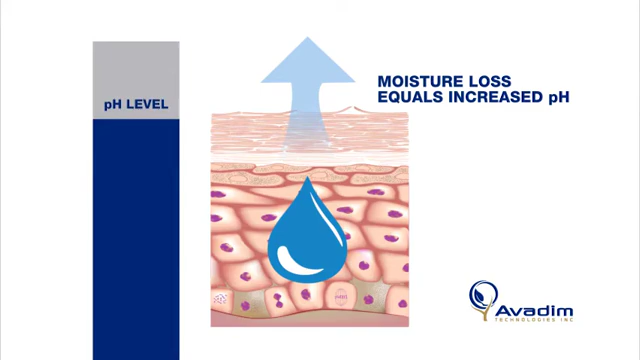 pH LEVEL
MOISTURE LOSS
EQUALS INCREASED pH
Avadim
TECHNOLOGIES INC